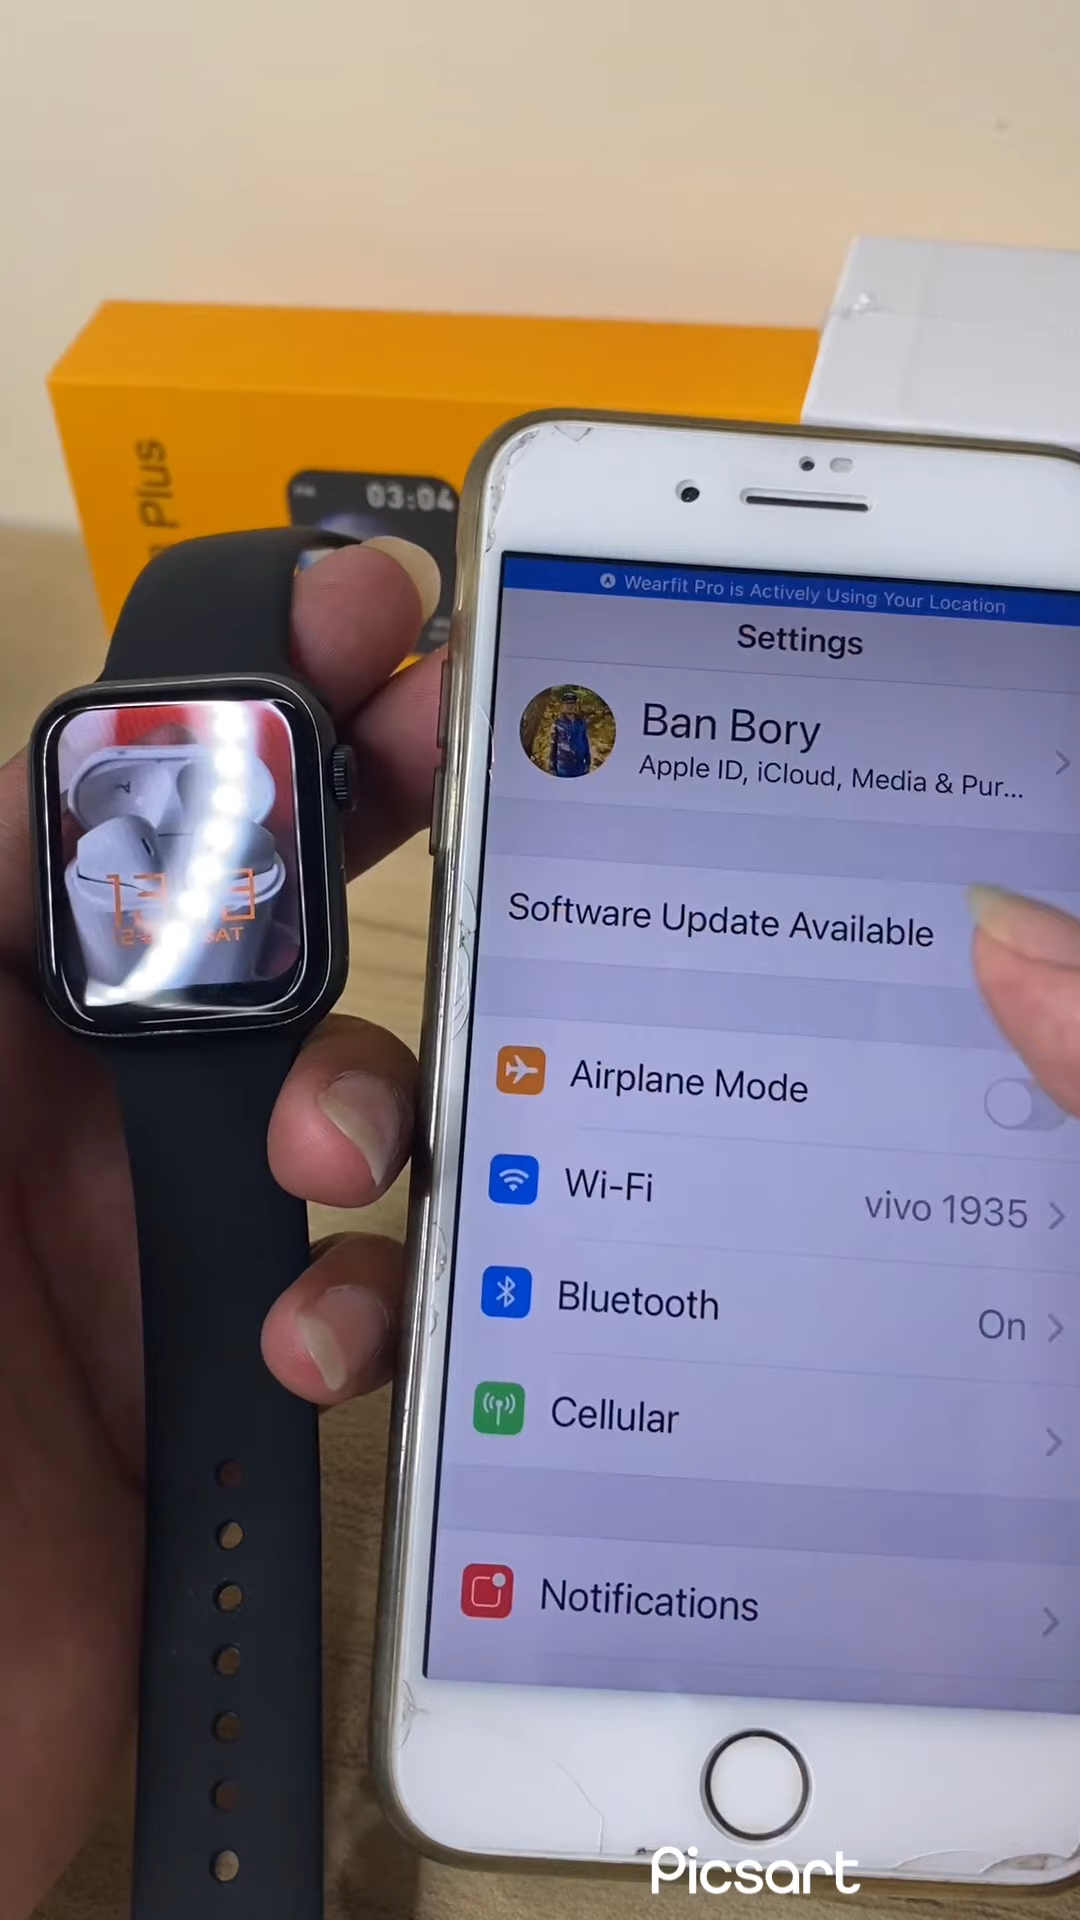 Plus
03:04
Wearfit Pro is Actively Using Your Location
Settings
Ban Bory
Apple ID, iCloud, Media & Pur...
Software Update Available
Airplane Mode
Wi-Fi
vivo 1935
Bluetooth
On
Cellular
Notifications
SAT
Picsart